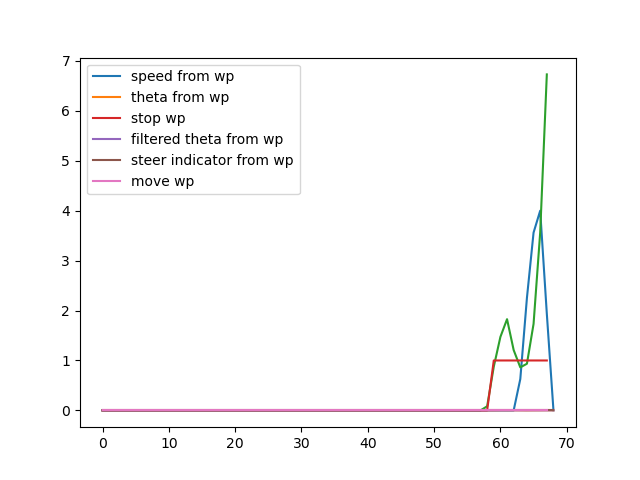 7
6
5
4
3
2
1
0
speed from wp
theta from wp
stop wp
filtered theta from wp
steer indicator from wp
move wp
0 10 20 30 40 50 60 70